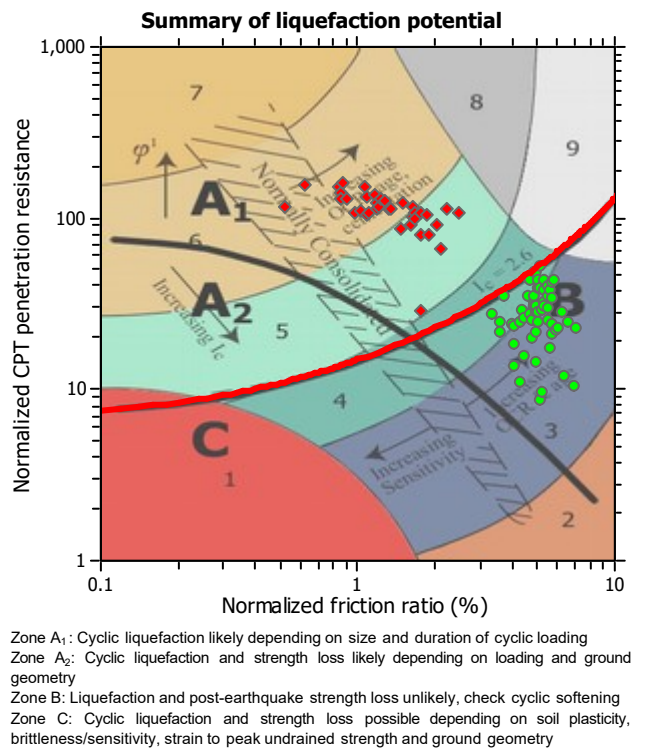 Summary of liquefaction potential
1,000
7
8
9
φ'
Increasing
OCR, age,
cementation
Normally Consolidated
A1
100
6
Ic = 2.6
A2
B
Increasing Ic
5
Normalized CPT penetration resistance
10
4
Increasing
OCR, age
C
3
Increasing
Sensitivity
1
2
1
0.1
1
10
Normalized friction ratio (%)
Zone A1: Cyclic liquefaction likely depending on size and duration of cyclic loading
Zone A2: Cyclic liquefaction and strength loss likely depending on loading and ground
geometry
Zone B: Liquefaction and post-earthquake strength loss unlikely, check cyclic softening
Zone C: Cyclic liquefaction and strength loss possible depending on soil plasticity,
brittleness/sensitivity, strain to peak undrained strength and ground geometry